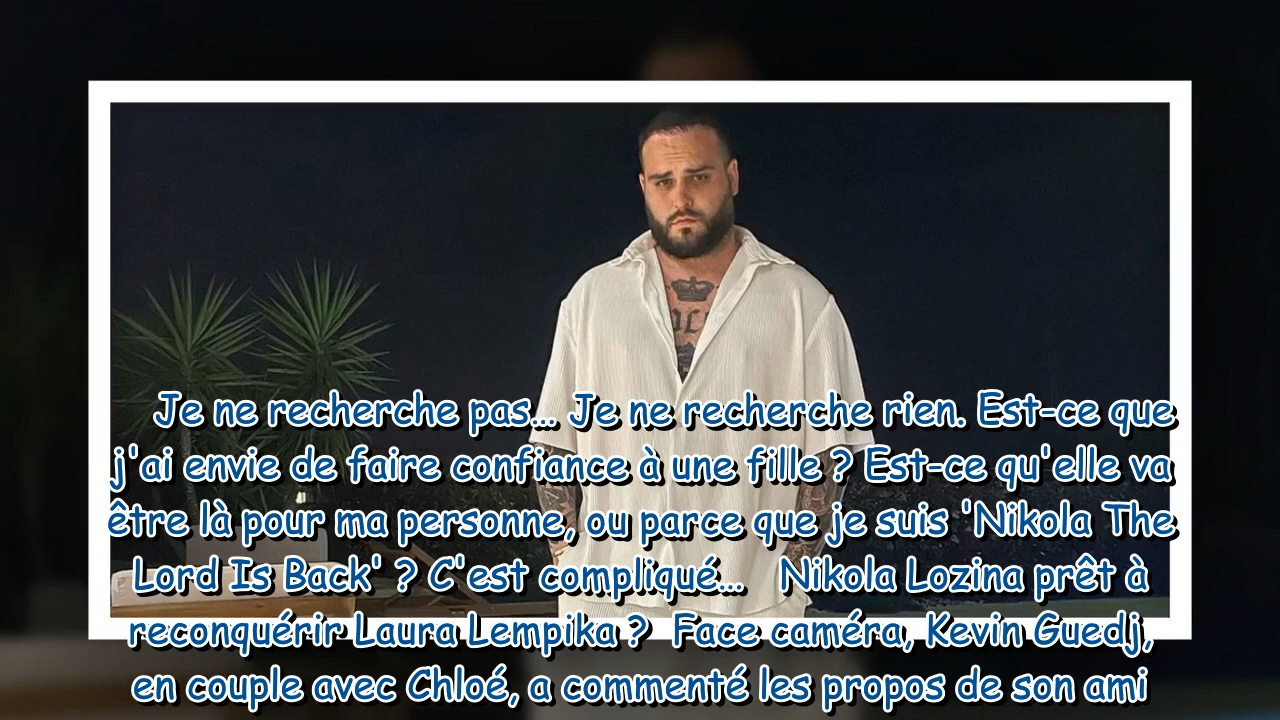 Je ne recherche pas... Je ne recherche rien. Est-ce que
j'ai envie de faire confiance à une fille ? Est-ce qu'elle va
être là pour ma personne, ou parce que je suis 'Nikola The
Lord Is Back' ? C'est compliqué... Nikola Lozina prêt à
reconquérir Laura Lempika ? Face caméra, Kevin Guedj,
en couple avec Chloé, a commenté les propos de son ami